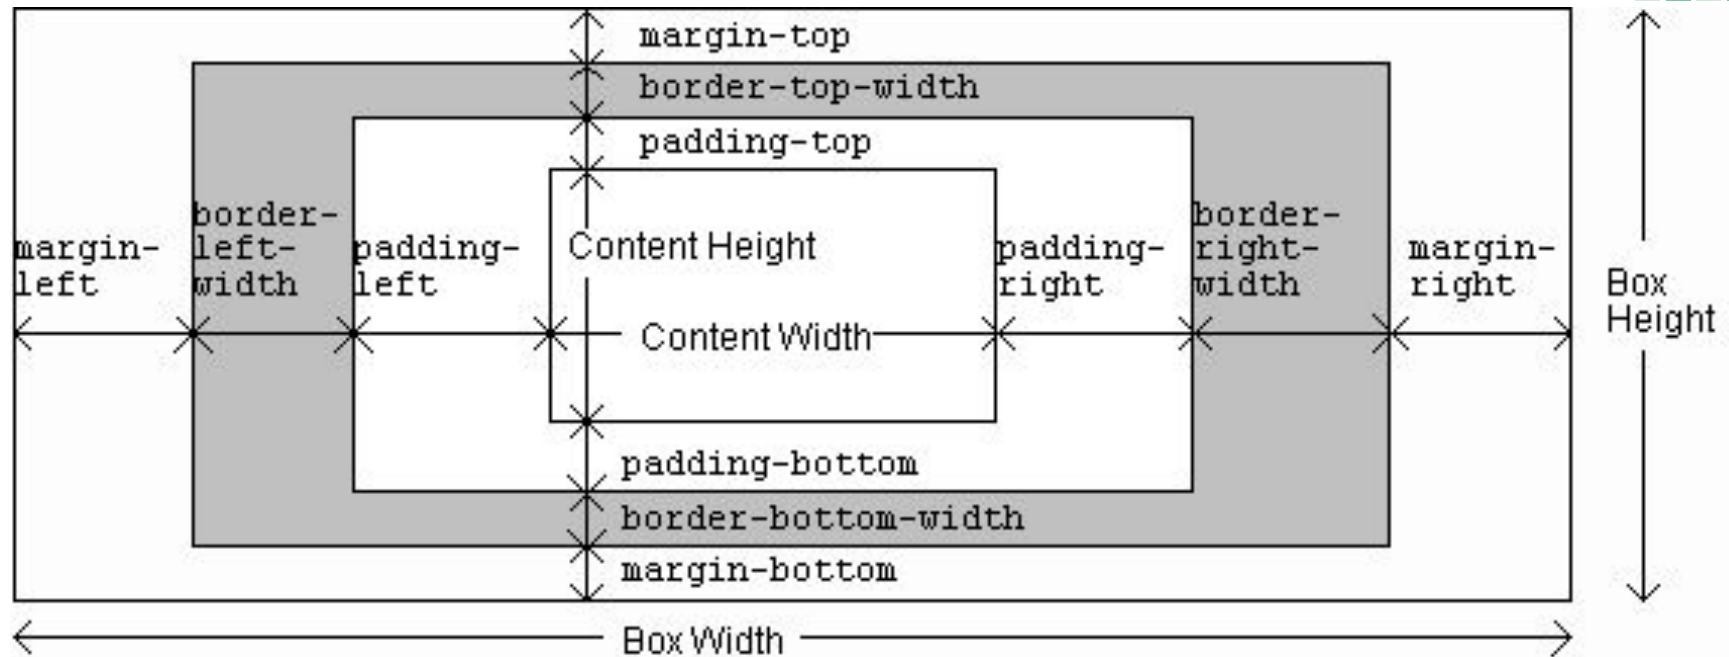 margin-top
border-top-width
padding-top
margin-
left
border-
left-
width
padding-
left
Content Height
Content Width
padding-
right
border-
right-
width
margin-
right
Box
Height
padding-bottom
border-bottom-width
margin-bottom
Box Width